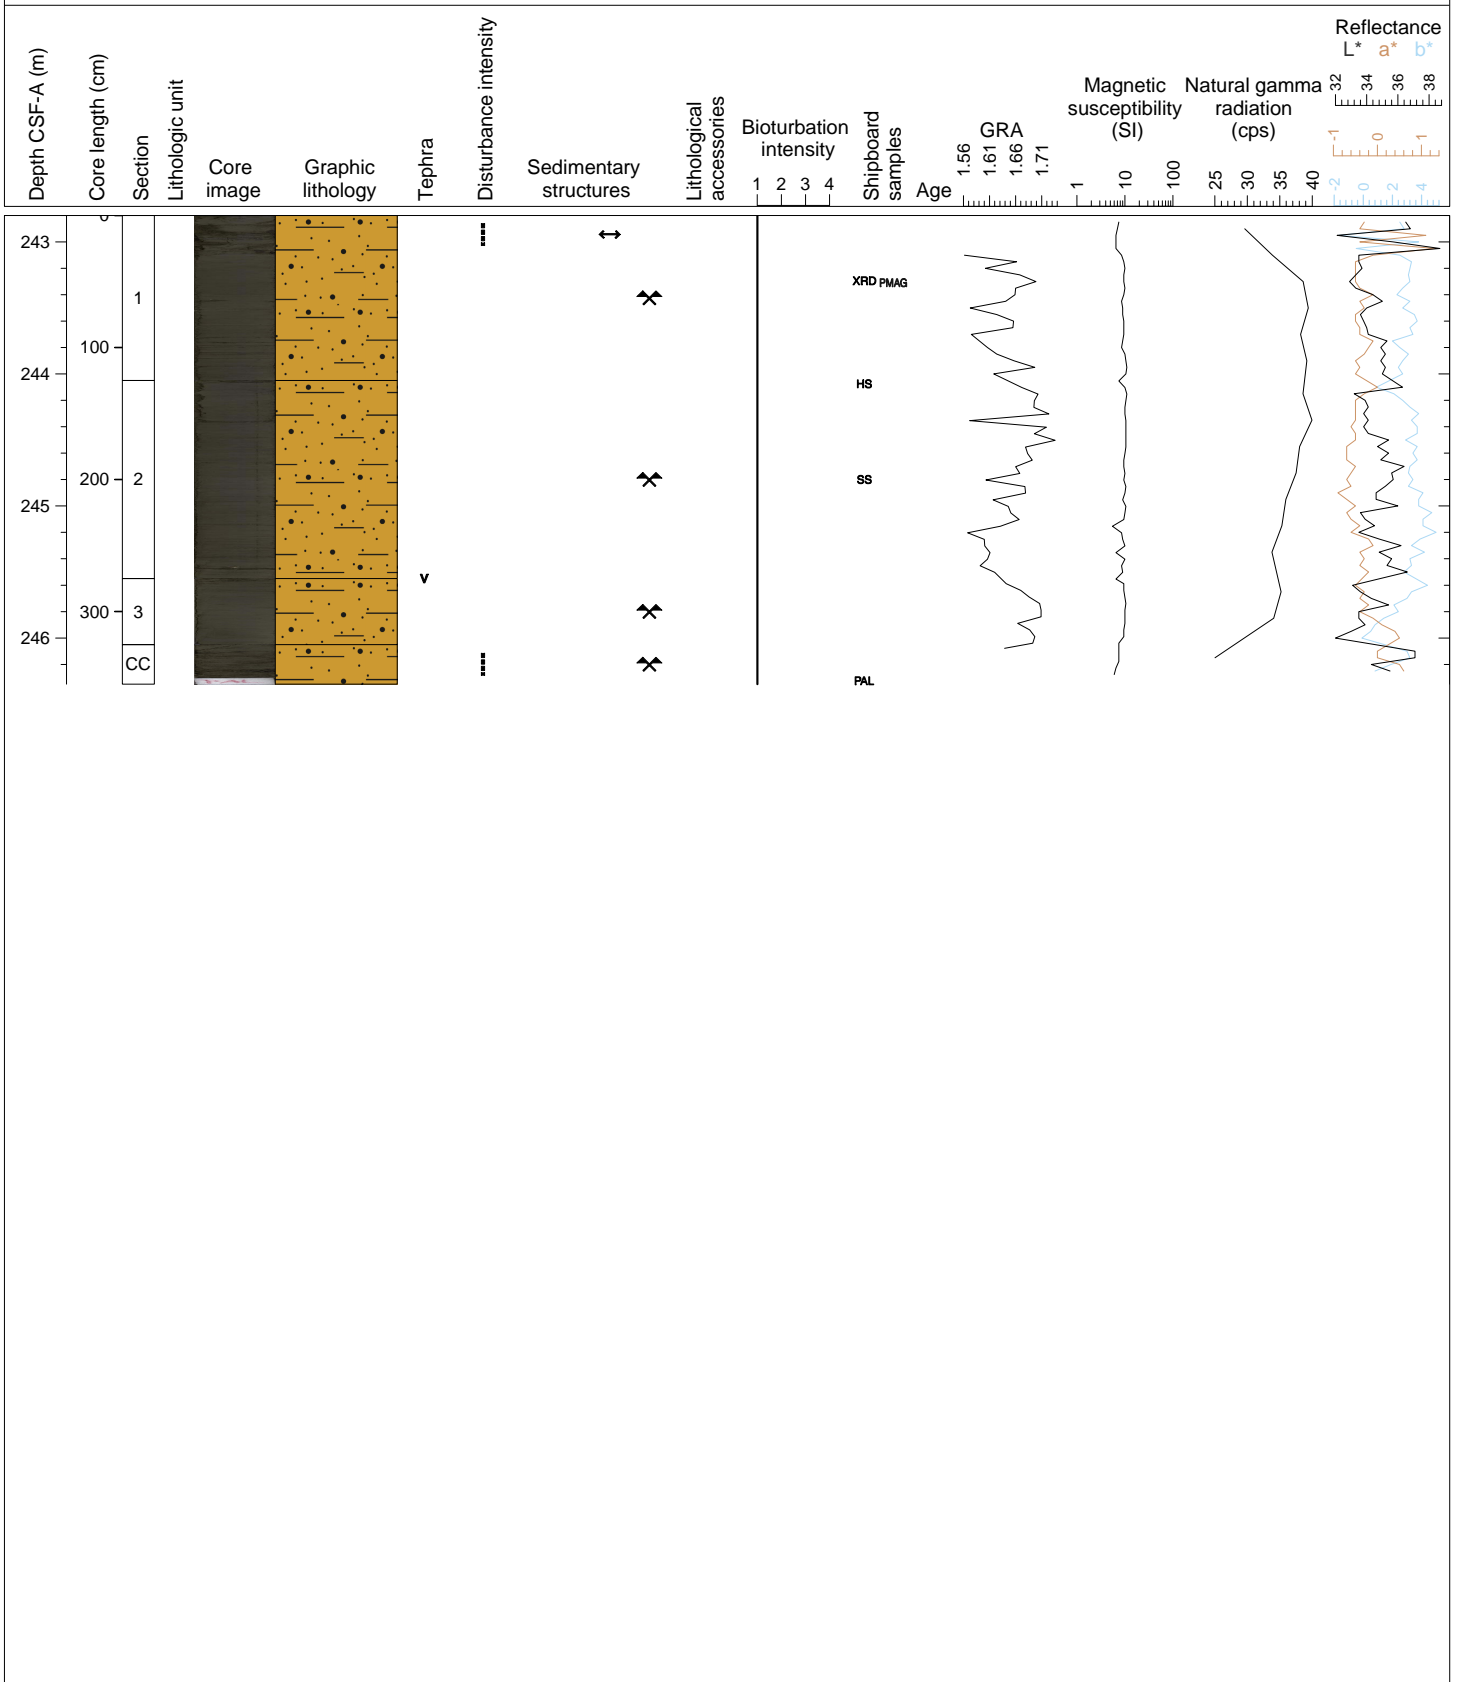 Depth CSF-A (m)
Core length (cm)
Section
Lithologic unit
Core
image
Graphic
lithology
Tephra
Disturbance intensity
Sedimentary
structures
Lithological
accessories
Bioturbation
intensity
1 2 3 4
Shipboard
samples
Age
GRA
1.56 1.61 1.66 1.71
Magnetic
susceptibility
(SI)
1 10 100
Natural gamma
radiation
(cps)
25 30 35 40
Reflectance
L* a* b*
32 34 36 38
-1 0 1
-2 0 2 4
0
243
1
XRD PMAG
100
244
HS
200
2
SS
245
V
300
3
246
CC
PAL